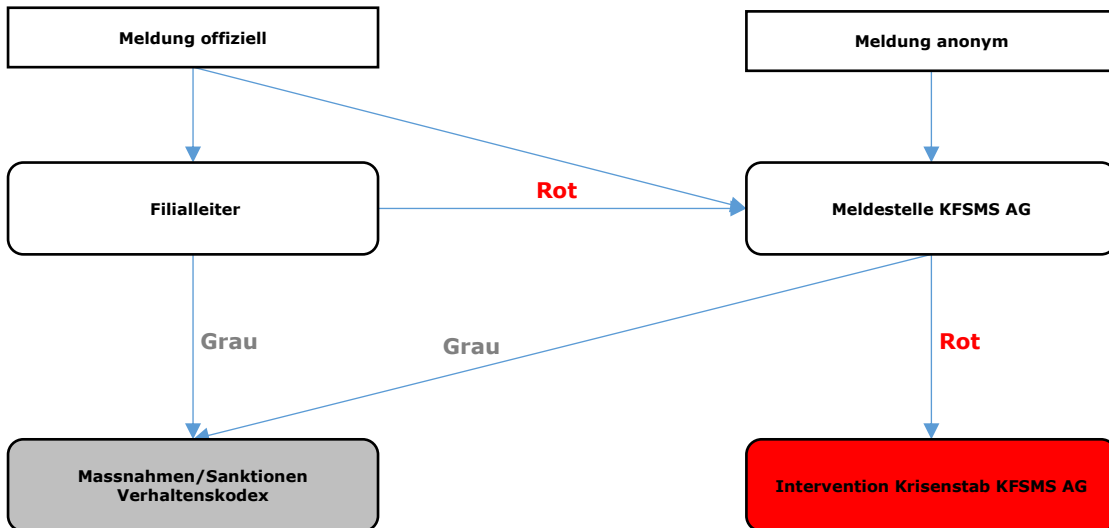 Meldung offiziell
Meldung anonym
Filialleiter
Rot
Meldestelle KFSMS AG
Grau
Grau
Rot
Massnahmen/Sanktionen
Verhaltenskodex
Intervention Krisenstab KFSMS AG